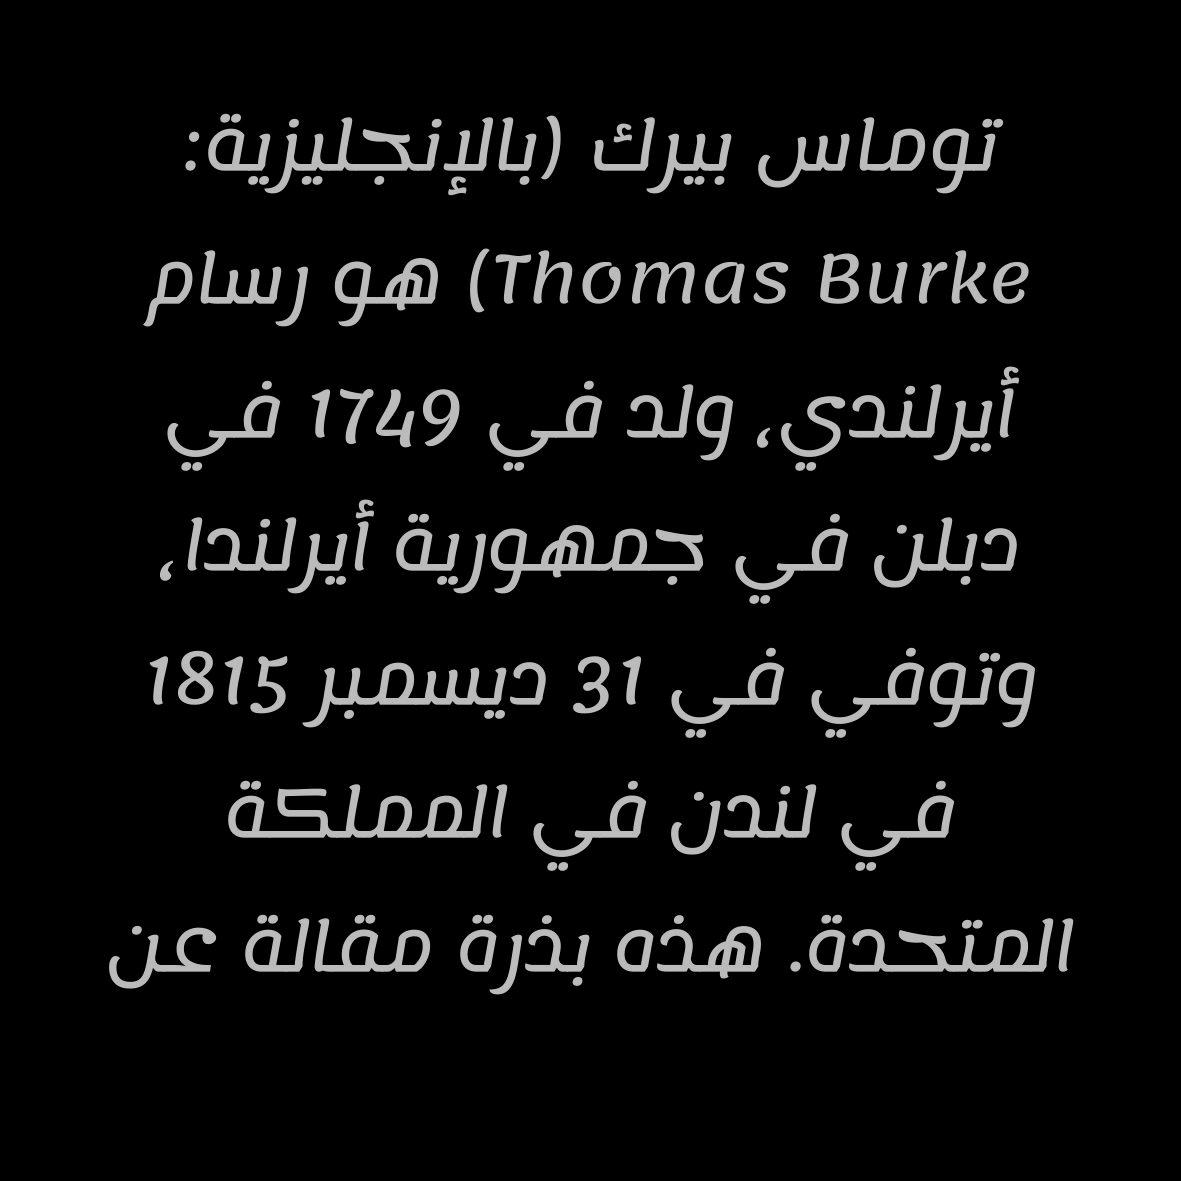 توماس بيرك (بالإنجليزية:
Thomas Burke) هو رسام
أيرلندي، ولد في 1749 في
دبلن في جمهورية أيرلندا،
وتوفي في 31 ديسمبر 1815
في لندن في المملكة
المتحدة. هذه بذرة مقالة عن